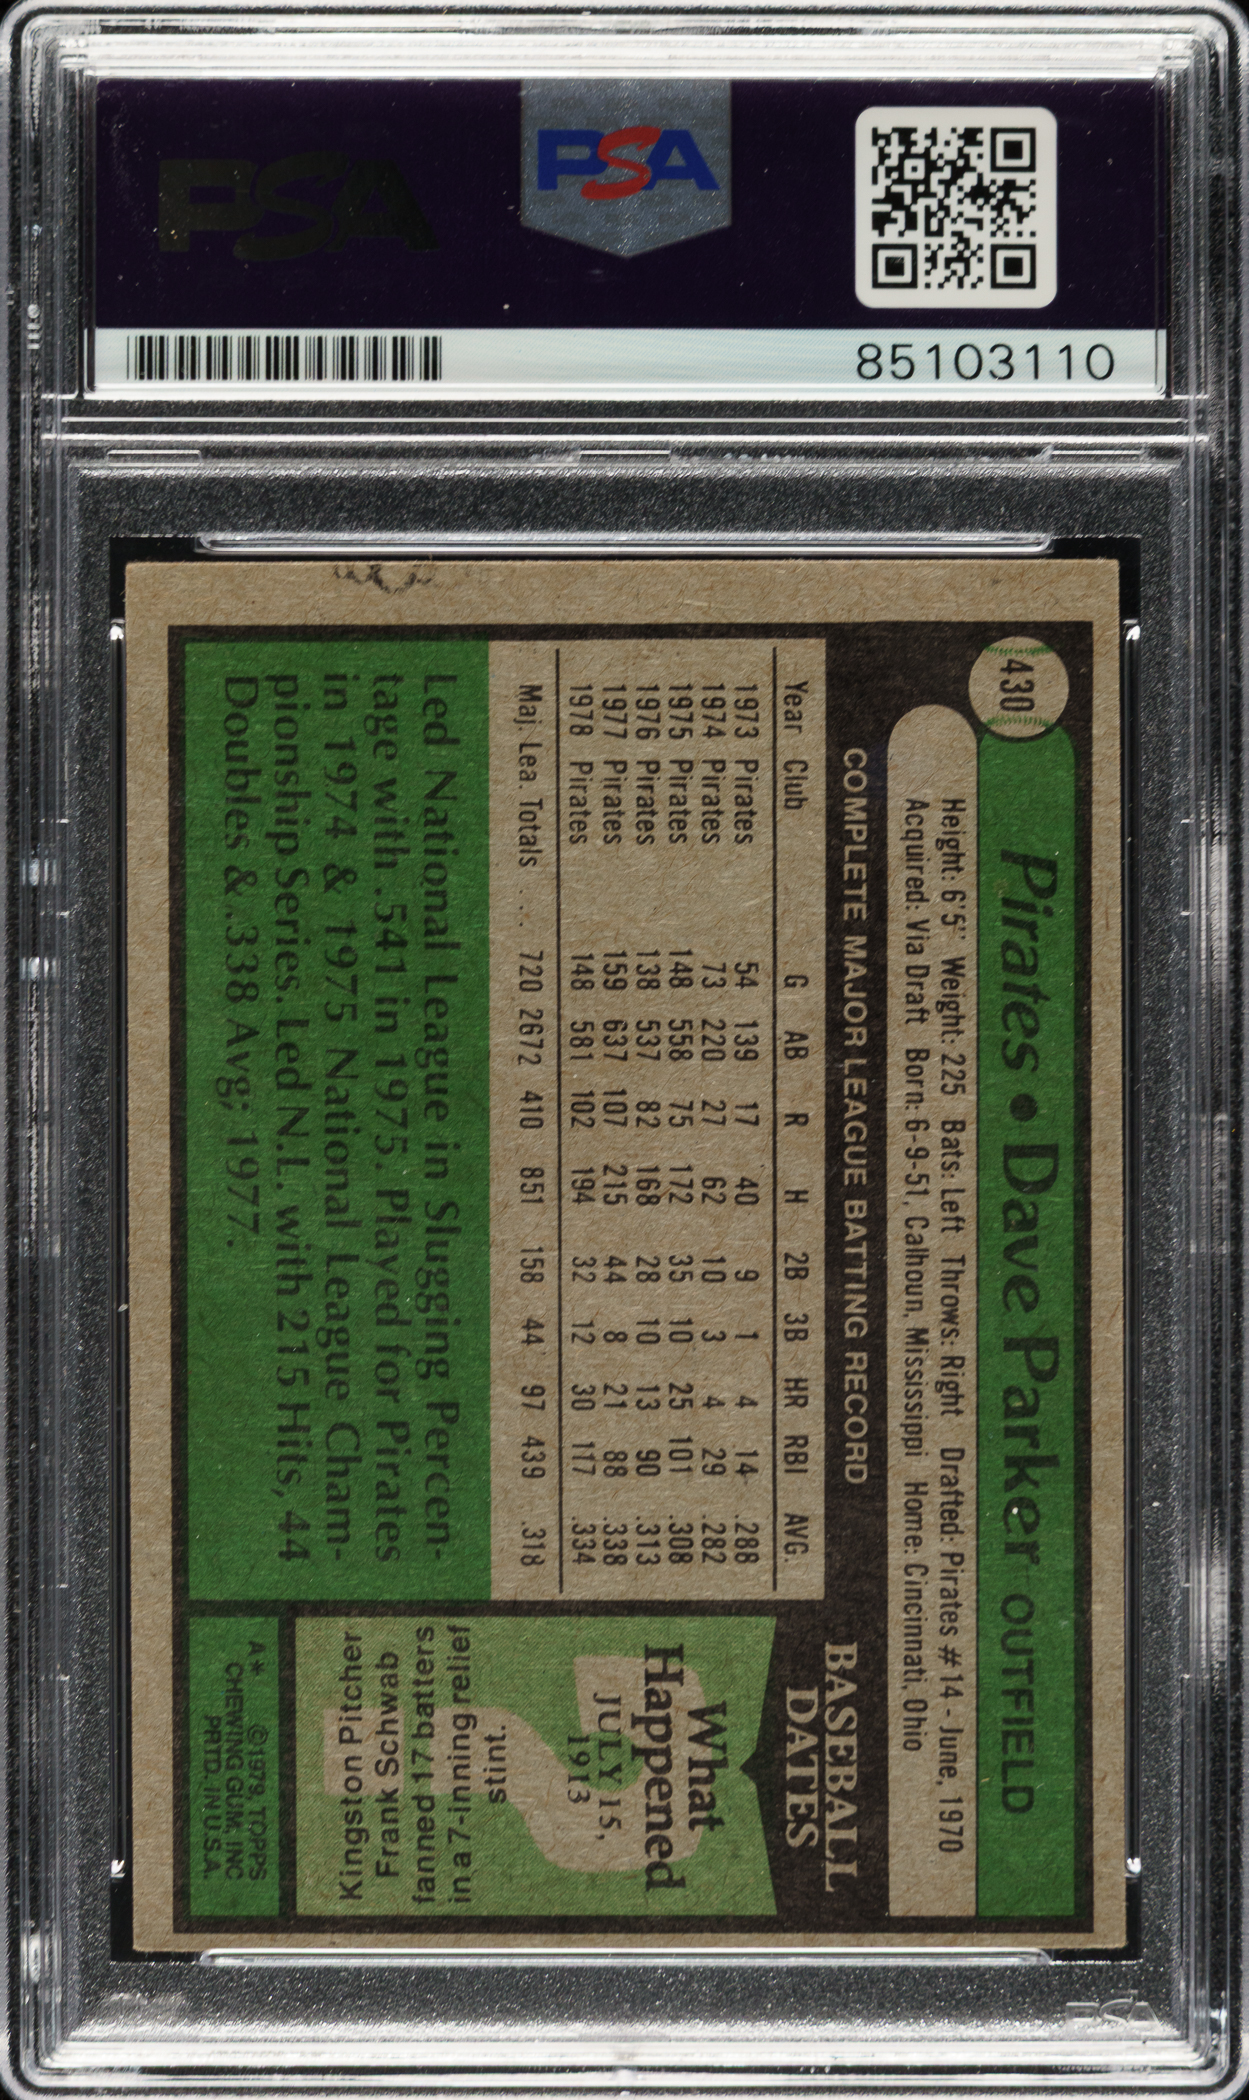 PSA
PSA
85103110
430
Pirates • Dave Parker OUTFIELD
Height: 6'5" Weight: 225 Bats: Left Throws: Right Drafted: Pirates #14 - June, 1970
Acquired: Via Draft Born: 6-9-51, Calhoun, Mississippi Home: Cincinnati, Ohio
COMPLETE MAJOR LEAGUE BATTING RECORD
Year Club G AB R H 2B 3B HR RBI AVG.
1973 Pirates 54 139 17 40 9 1 4 14 .288
1974 Pirates 73 220 27 62 10 3 4 29 .282
1975 Pirates 148 558 75 172 35 10 25 101 .308
1976 Pirates 138 537 82 168 28 10 13 90 .313
1977 Pirates 159 637 107 215 44 8 21 88 .338
1978 Pirates 148 581 102 194 32 12 30 117 .334
Maj. Lea. Totals ... 720 2672 410 851 158 44 97 439 .318
Led National League in Slugging Percen-
tage with .541 in 1975. Played for Pirates
in 1974 & 1975 National League Cham-
pionship Series. Led N.L. with 215 Hits, 44
Doubles & .338 Avg; 1977.
BASEBALL
DATES
What
Happened
JULY 15,
1913
Kingston Pitcher
Frank Schwab
fanned 17 batters
in a 7-inning relief
stint.
A* ©1979, TOPPS
CHEWING GUM, INC
PRTD. IN U.S.A.
PSA